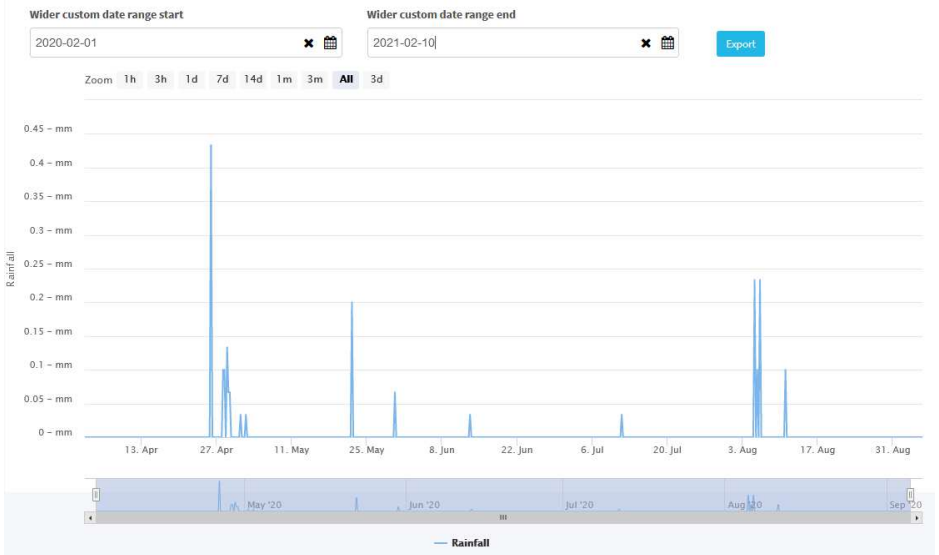 Wider custom date range start Wider custom date range end
2020-02-01 2021-02-10 Export
Zoom 1h 3h 1d 7d 14d 1m 3m All 3d
0.45 – mm
0.4 – mm
0.35 – mm
0.3 – mm
0.25 – mm
0.2 – mm
0.15 – mm
0.1 – mm
0.05 – mm
0 – mm
Rainfall
13. Apr 27. Apr 11. May 25. May 8. Jun 22. Jun 6. Jul 20. Jul 3. Aug 17. Aug 31. Aug
May '20 Jun '20 Jul '20 Aug '20 Sep '20
Rainfall